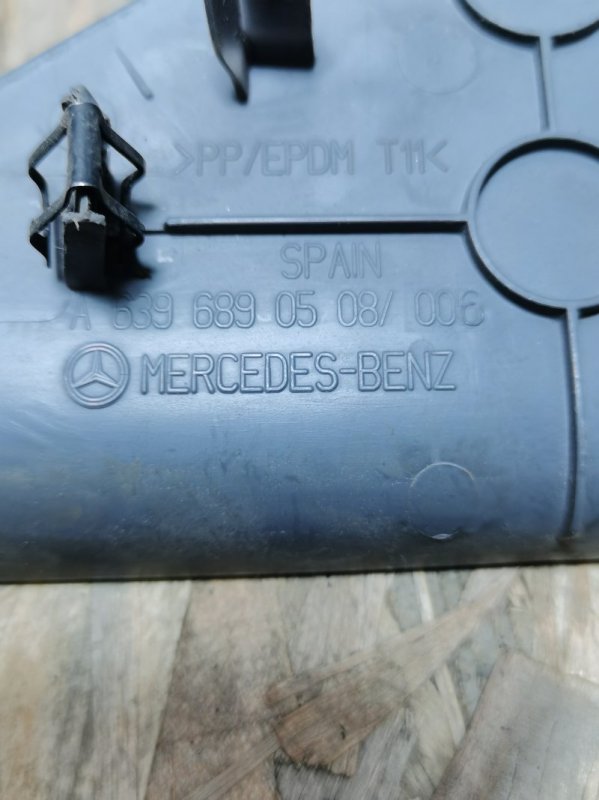 >PP/EPDM T11<
SPAIN
A 639 689 05 08/ 006
MERCEDES-BENZ